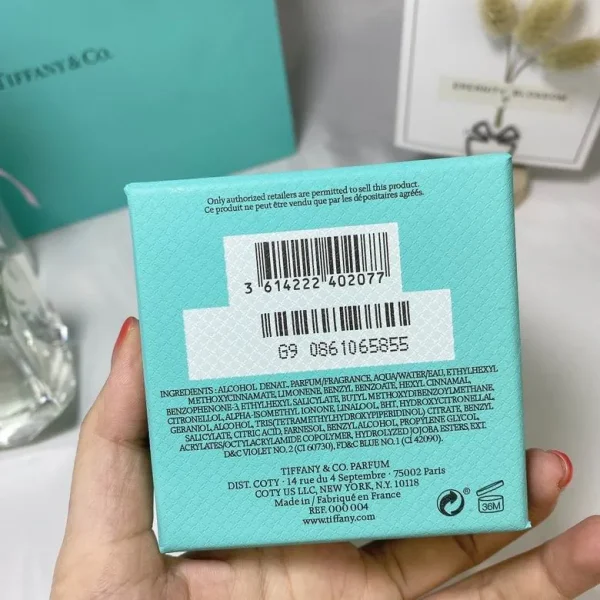 TIFFANY & CO.
ETERNITY BLOSSOM
Only authorized retailers are permitted to sell this product.
Ce produit ne peut être vendu que par les dépositaires agréés.
3 614222 402077
G9 0861065855
INGREDIENTS : ALCOHOL DENAT., PARFUM/FRAGRANCE, AQUA/WATER/EAU, ETHYLHEXYL
METHOXYCINNAMATE, LIMONENE, BENZYL BENZOATE, HEXYL CINNAMAL,
BENZOPHENONE-3, ETHYLHEXYL SALICYLATE, BUTYL METHOXYDIBENZOYLMETHANE,
CITRONELLOL, ALPHA-ISOMETHYL IONONE, LINALOOL, BHT, HYDROXYCITRONELLAL,
GERANIOL, ALCOHOL, TRIS(TETRAMETHYLHYDROXYPIPERIDINOL) CITRATE, BENZYL
SALICYLATE, CITRIC ACID, FARNESOL, BENZYL ALCOHOL, PROPYLENE GLYCOL,
ACRYLATES/OCTYLACRYLAMIDE COPOLYMER, HYDROLYZED JOJOBA ESTERS, EXT.
D&C VIOLET NO. 2 (CI 60730), FD&C BLUE NO. 1 (CI 42090).
TIFFANY & CO. PARFUM
DIST. COTY · 14 rue du 4 Septembre · 75002 Paris
COTY US LLC, NEW YORK, N.Y. 10118
Made in / Fabriqué en France
REF. 000 004
www.tiffany.com
®
36M